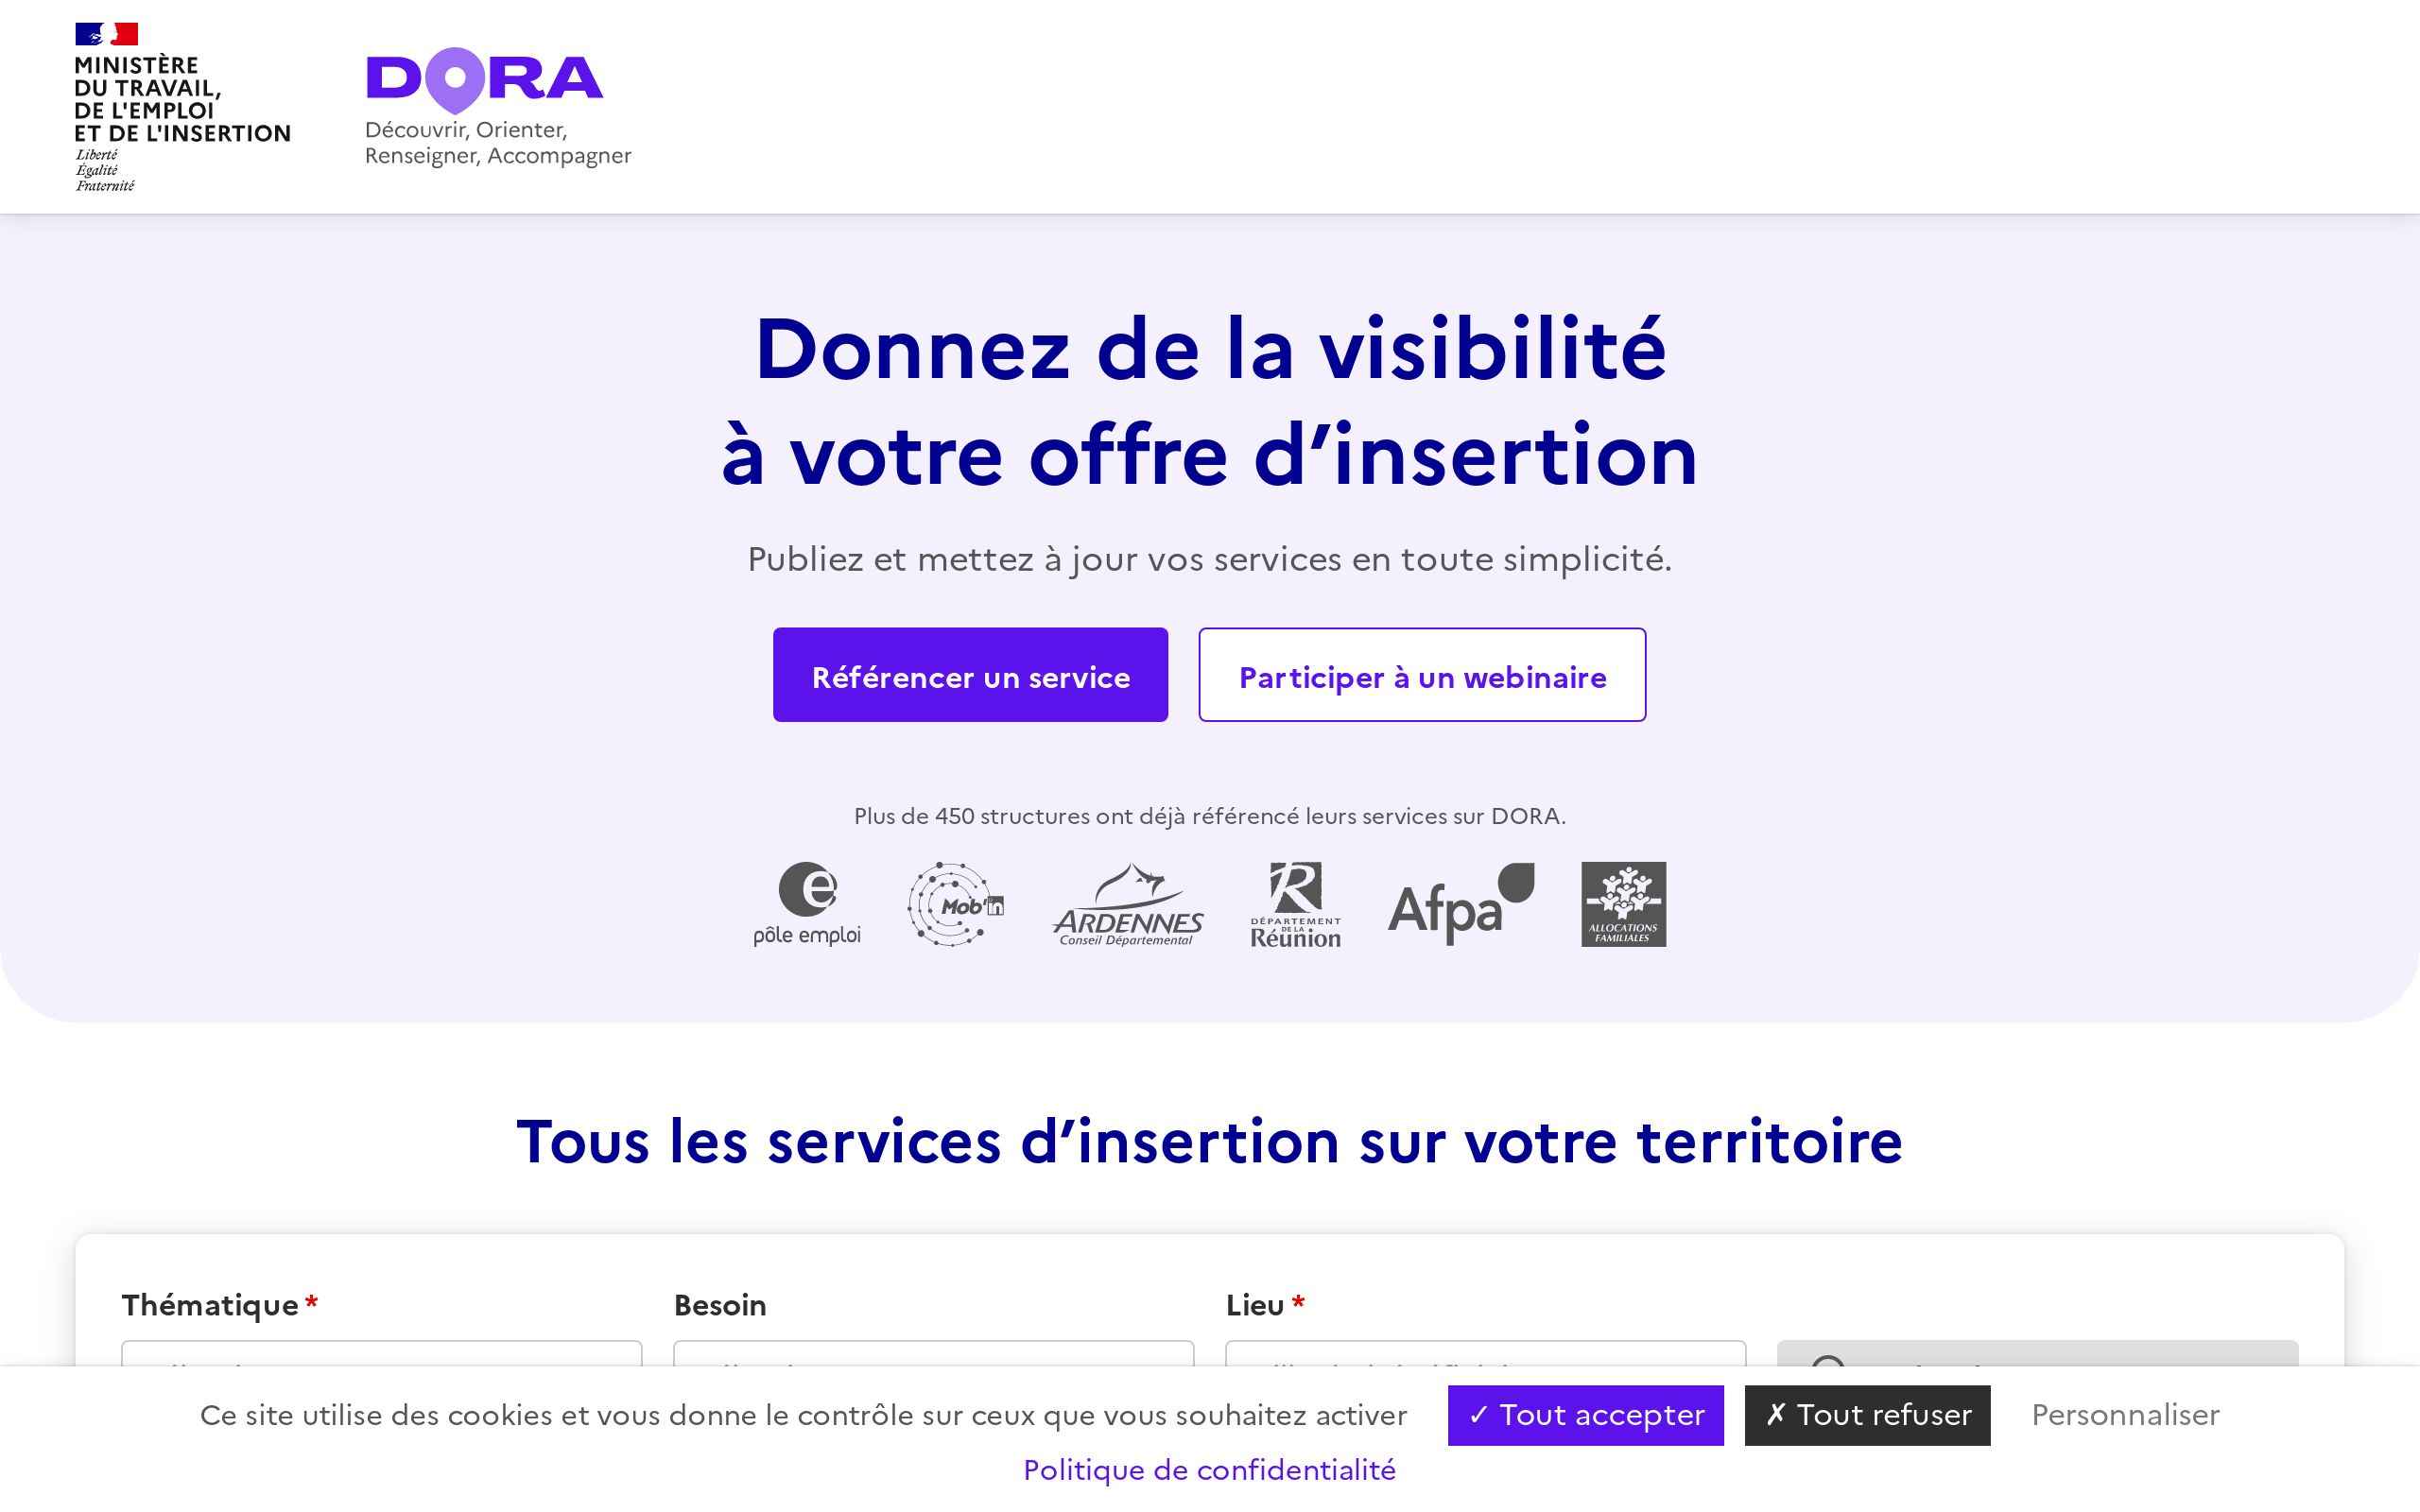 MINISTÈRE
DU TRAVAIL,
DE L'EMPLOI
ET DE L'INSERTION
Liberté
Égalité
Fraternité
DORA
Découvrir, Orienter,
Renseigner, Accompagner
Donnez de la visibilité
à votre offre d’insertion
Publiez et mettez à jour vos services en toute simplicité.
Référencer un service
Participer à un webinaire
Plus de 450 structures ont déjà référencé leurs services sur DORA.
e
pôle emploi
Mob'in
ARDENNES
Conseil Départemental
R
DÉPARTEMENT
DE LA
Réunion
Afpa
ALLOCATIONS
FAMILIALES
Tous les services d’insertion sur votre territoire
Thématique *
Besoin
Lieu *
Ce site utilise des cookies et vous donne le contrôle sur ceux que vous souhaitez activer
✓ Tout accepter
✗ Tout refuser
Personnaliser
Politique de confidentialité